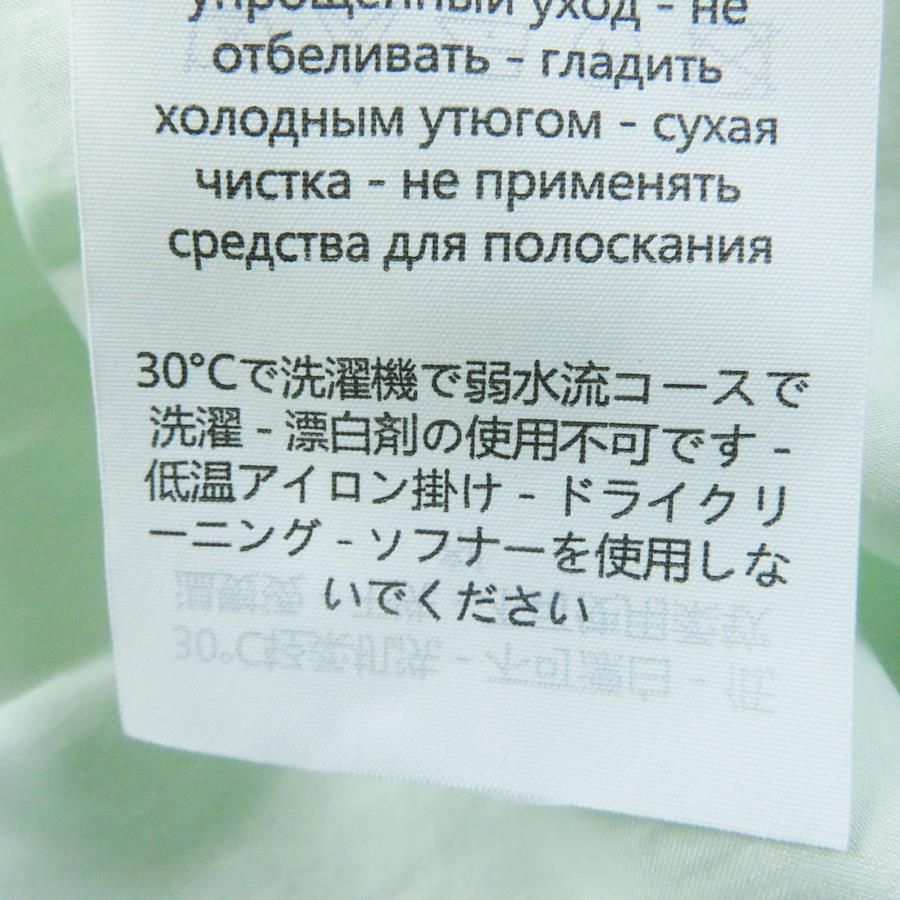 упрощенный уход - не
отбеливать - гладить
холодным утюгом - сухая
чистка - не применять
средства для полоскания
30°Cで洗濯機で弱水流コースで
洗濯 - 漂白剤の使用不可です -
低温アイロン掛け - ドライクリ
ーニング - ソフナーを使用しな
いでください